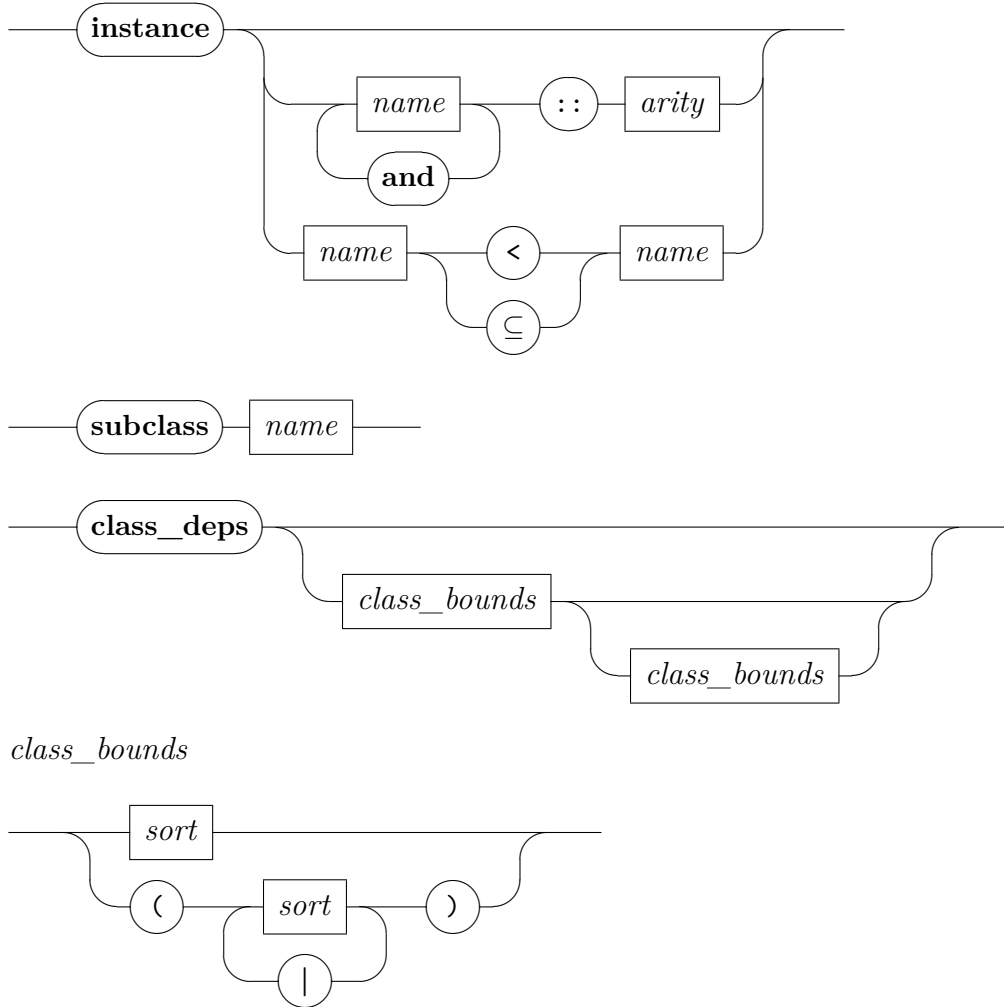 instance
name :: arity
and
name < name
⊆
subclass name
class_deps
class_bounds
class_bounds
class_bounds
sort
( sort )
|